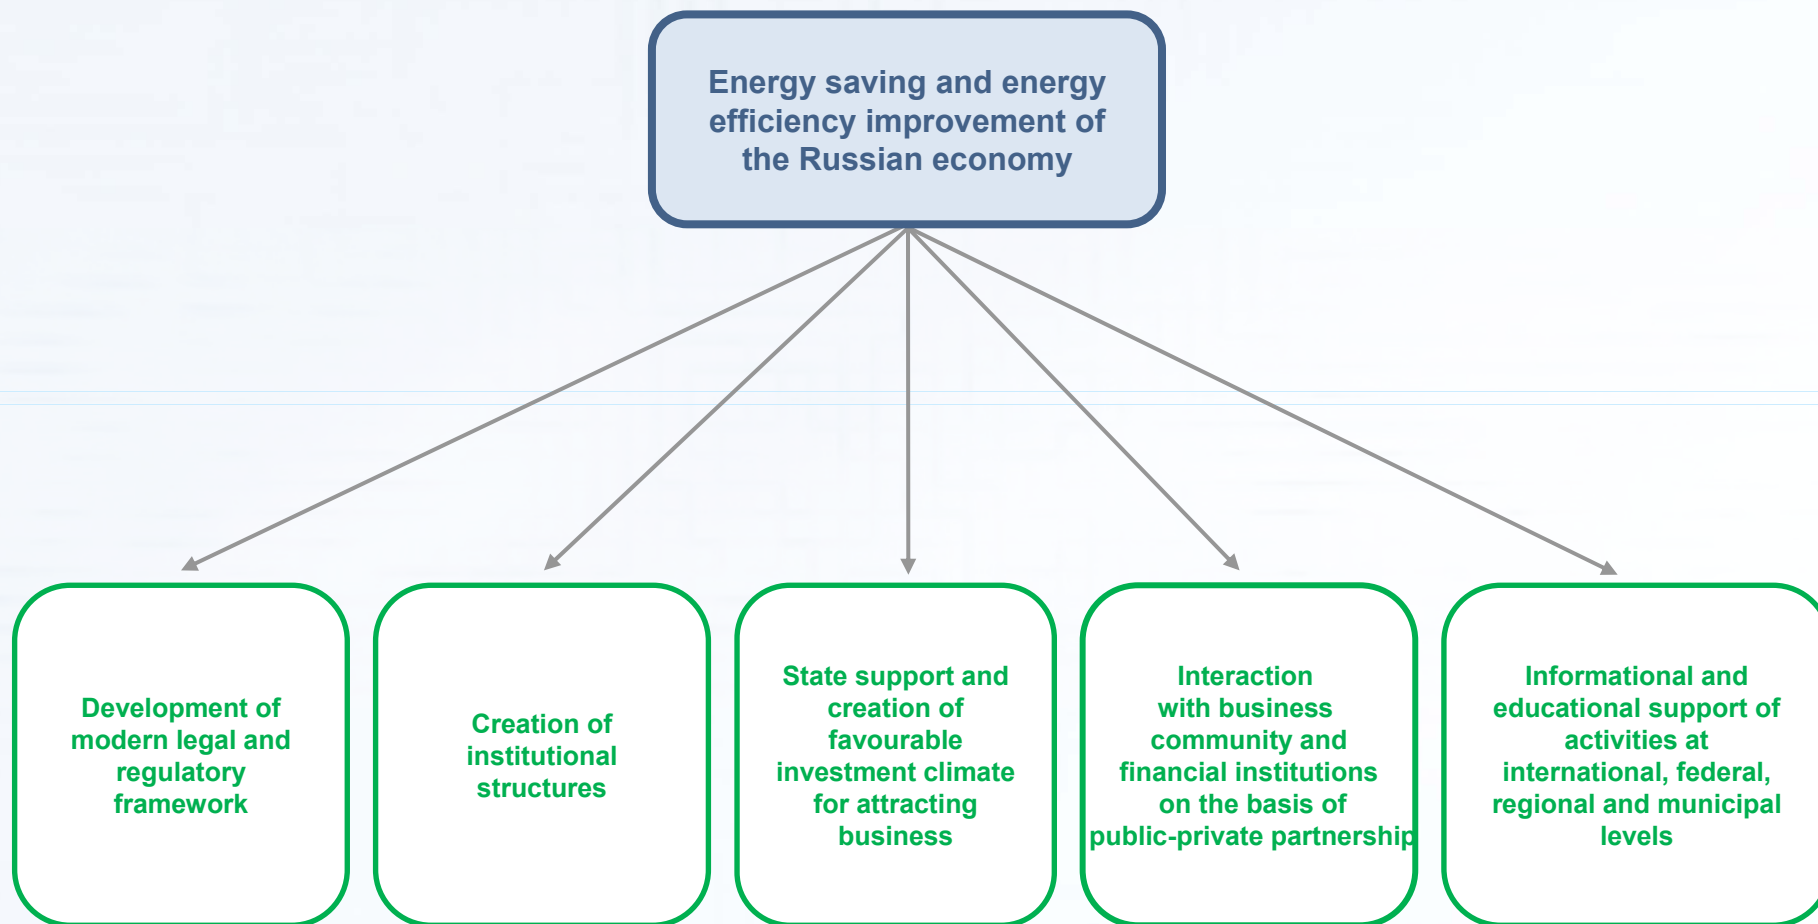 Energy saving and energy
efficiency improvement of
the Russian economy
Development of
modern legal and
regulatory
framework
Creation of
institutional
structures
State support and
creation of
favourable
investment climate
for attracting
business
Interaction
with business
community and
financial institutions
on the basis of
public-private partnership
Informational and
educational support of
activities at
international, federal,
regional and municipal
levels